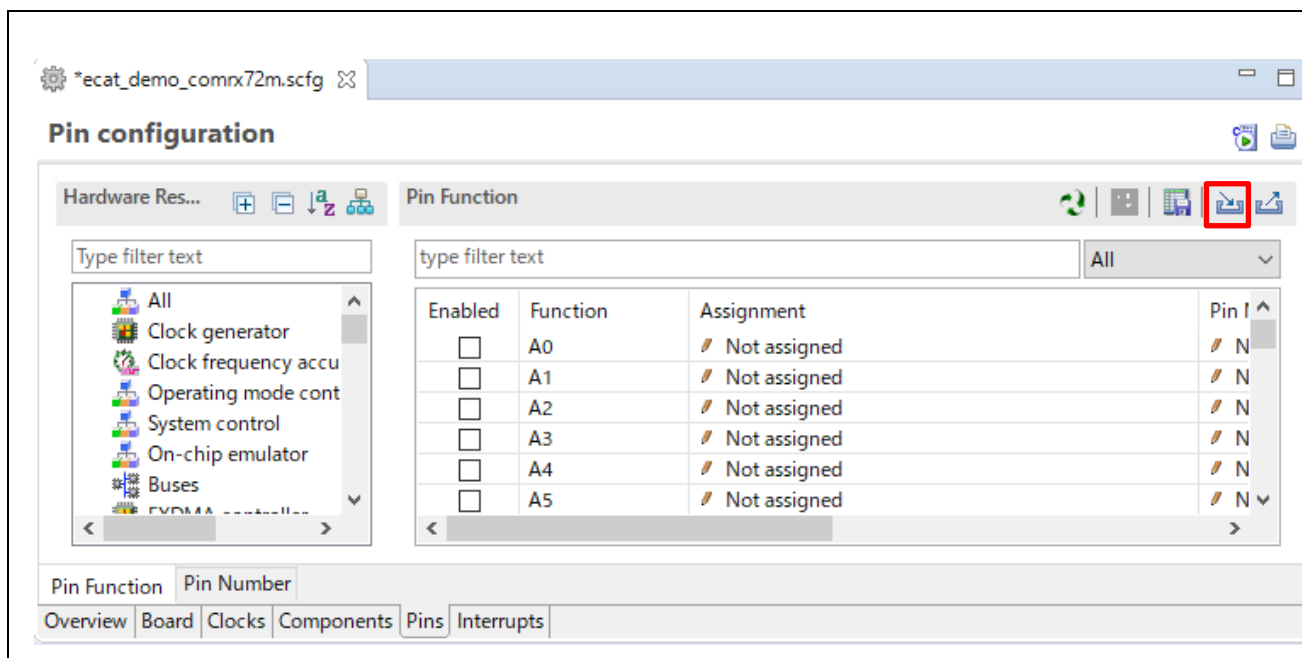 *ecat_demo_comrx72m.scfg
Pin configuration
Hardware Res...
Pin Function
Type filter text
type filter text
All
All
Clock generator
Clock frequency accu
Operating mode cont
System control
On-chip emulator
Buses
Enabled Function Assignment Pin
A0 Not assigned N
A1 Not assigned N
A2 Not assigned N
A3 Not assigned N
A4 Not assigned N
A5 Not assigned N
Pin Function Pin Number
Overview Board Clocks Components Pins Interrupts